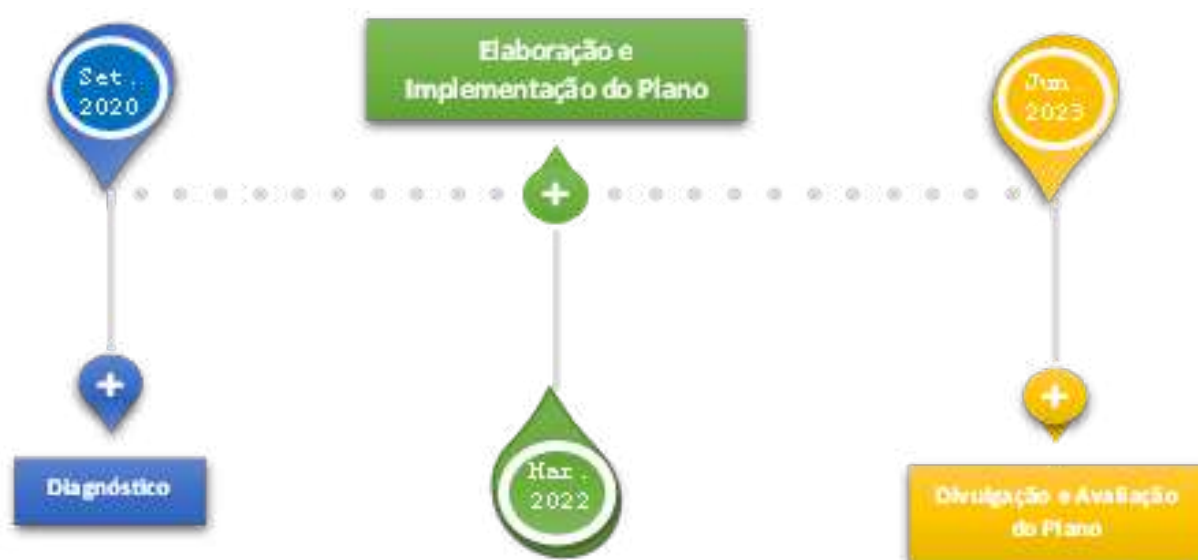 Set.
2020
Elaboração e
Implementação do Plano
Jun
2023
Diagnóstico
Mar.
2022
Divulgação e Avaliação
do Plano